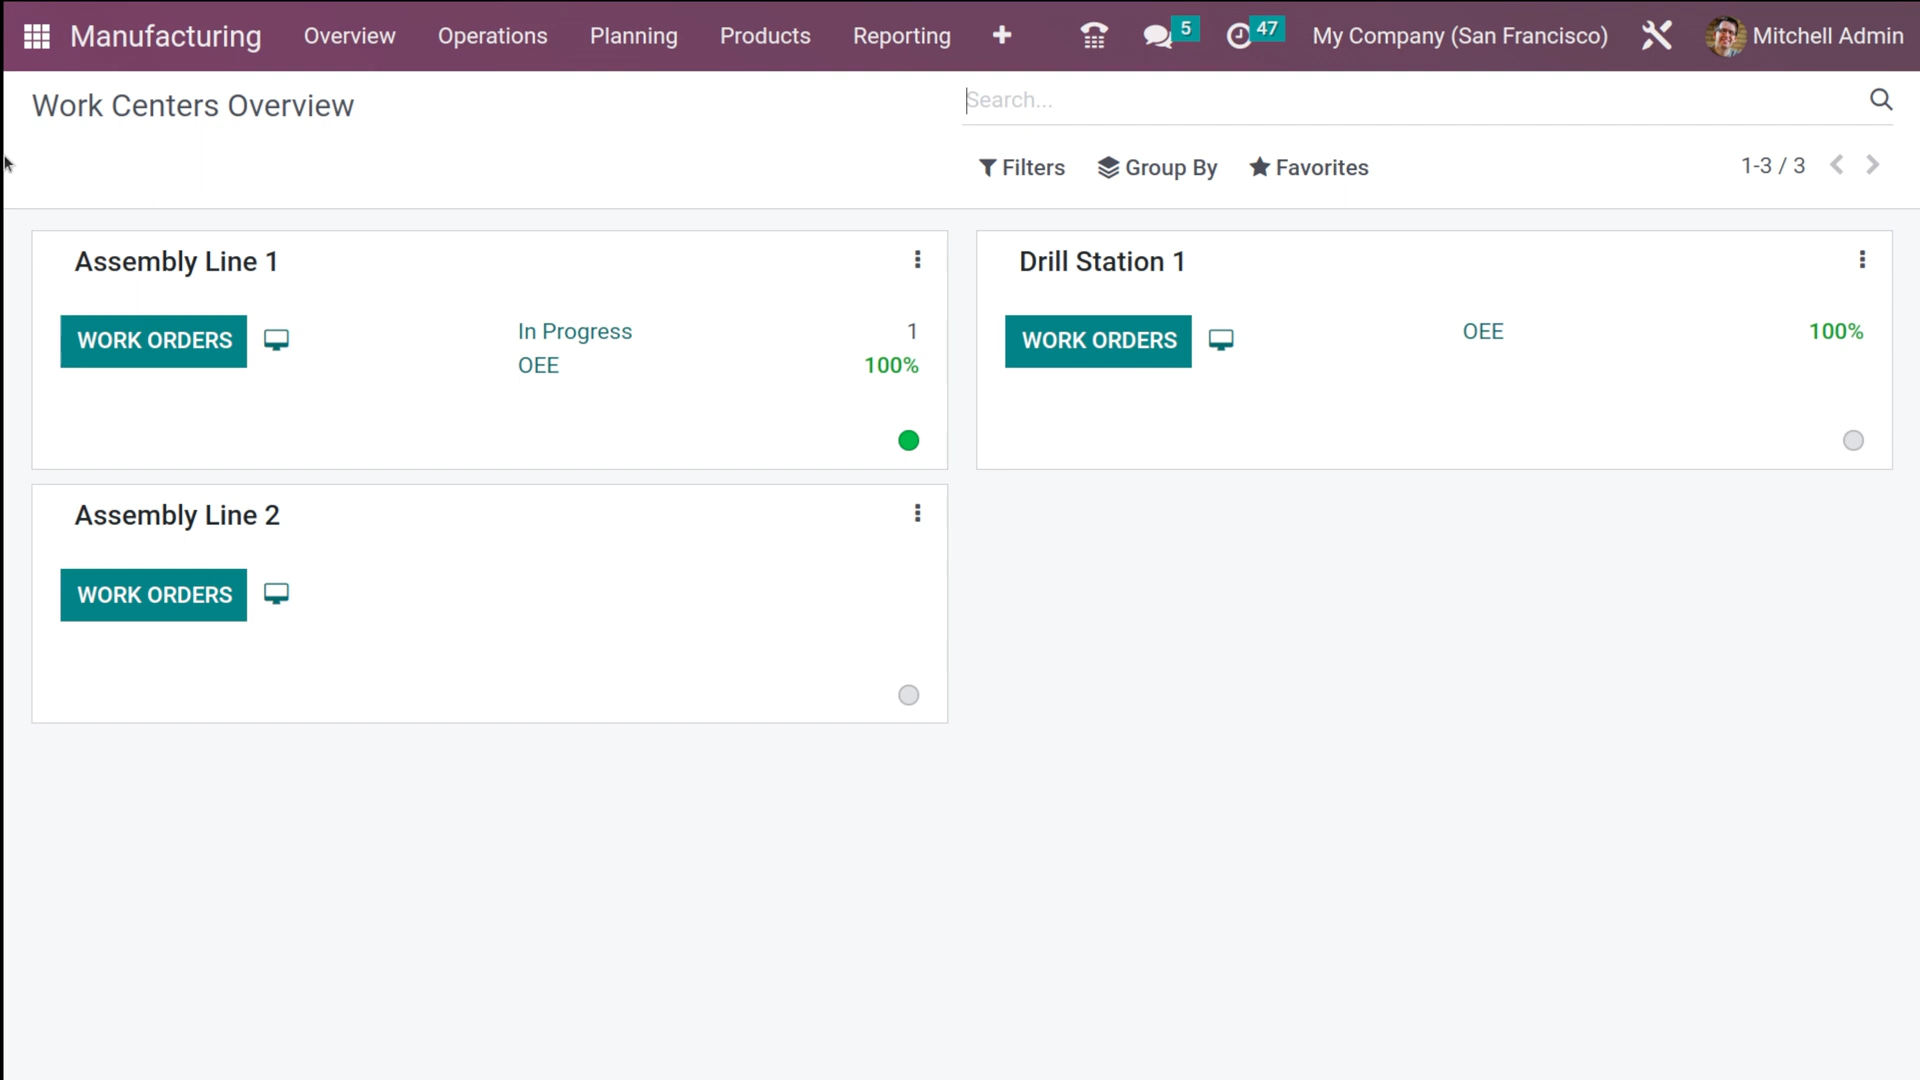 Manufacturing Overview Operations Planning Products Reporting 5 47 My Company (San Francisco) Mitchell Admin
Work Centers Overview
Search...
Filters Group By Favorites 1-3 / 3
Assembly Line 1
WORK ORDERS
In Progress 1
OEE 100%
Drill Station 1
WORK ORDERS
OEE 100%
Assembly Line 2
WORK ORDERS